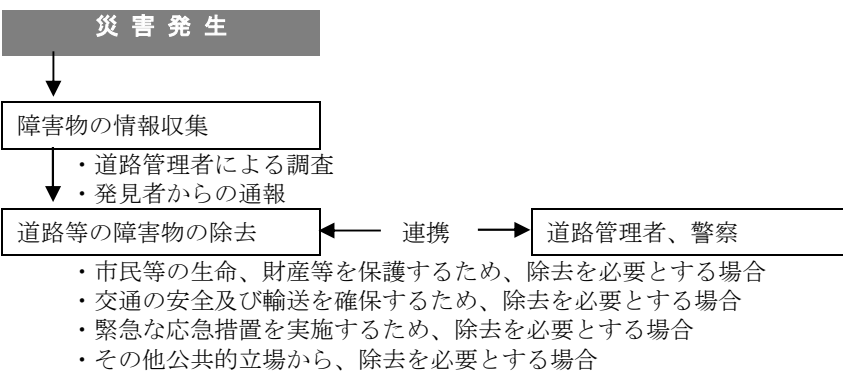 災 害 発 生
障害物の情報収集
・道路管理者による調査
・発見者からの通報
道路等の障害物の除去 連携 道路管理者、警察
・市民等の生命、財産等を保護するため、除去を必要とする場合
・交通の安全及び輸送を確保するため、除去を必要とする場合
・緊急な応急措置を実施するため、除去を必要とする場合
・その他公共的立場から、除去を必要とする場合